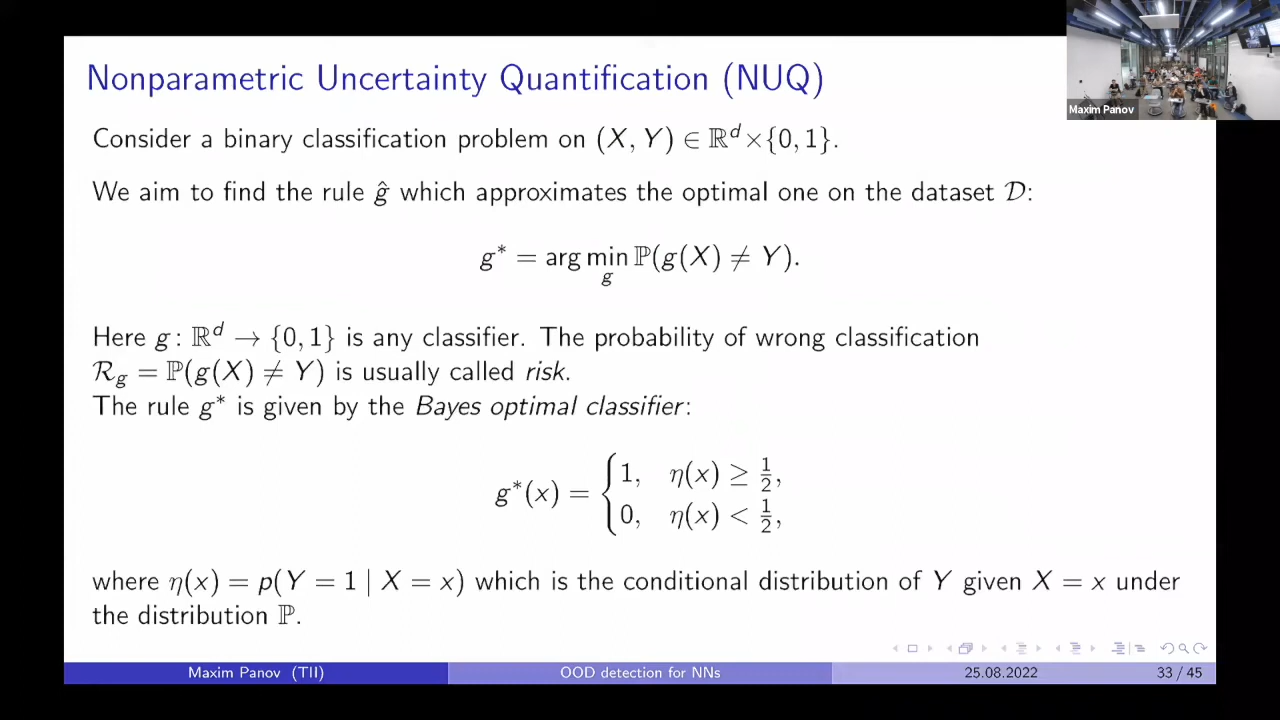 Nonparametric Uncertainty Quantification (NUQ)
Maxim Panov
Consider a binary classification problem on (X, Y) ∈ ℝᵈ×{0, 1}.
We aim to find the rule ĝ which approximates the optimal one on the dataset 𝒟:
g* = arg min ℙ(g(X) ≠ Y).
g
Here g: ℝᵈ → {0, 1} is any classifier. The probability of wrong classification
ℛg = ℙ(g(X) ≠ Y) is usually called risk.
The rule g* is given by the Bayes optimal classifier:
g*(x) = { 1, η(x) ≥ 1/2,
0, η(x) < 1/2,
where η(x) = p(Y = 1 | X = x) which is the conditional distribution of Y given X = x under
the distribution ℙ.
Maxim Panov (TII) OOD detection for NNs 25.08.2022 33 / 45